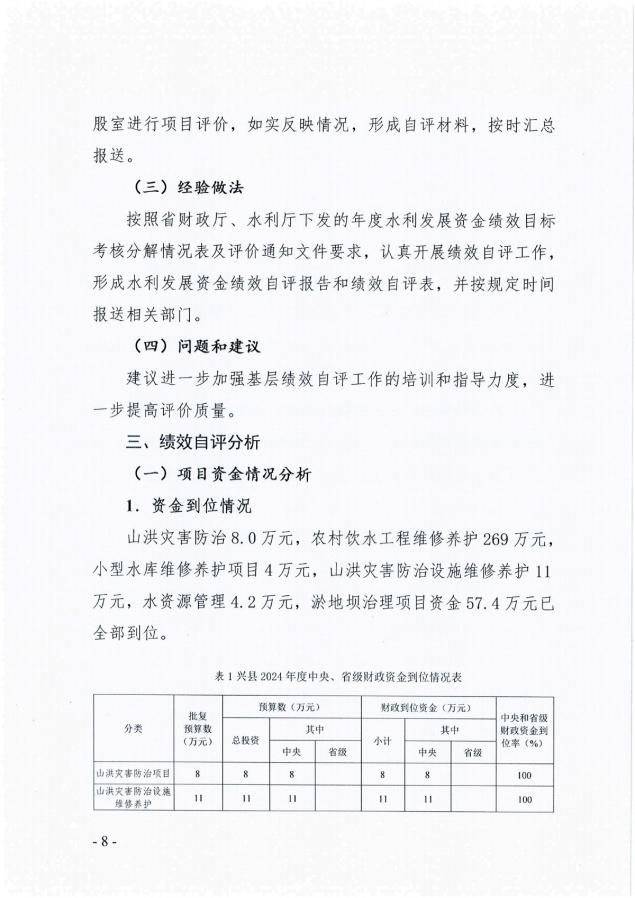 股室进行项目评价，如实反映情况，形成自评材料，按时汇总
报送。
（三）经验做法
按照省财政厅、水利厅下发的年度水利发展资金绩效目标
考核分解情况表及评价通知文件要求，认真开展绩效自评工作，
形成水利发展资金绩效自评报告和绩效自评表，并按规定时间
报送相关部门。
（四）问题和建议
建议进一步加强基层绩效自评工作的培训和指导力度，进
一步提高评价质量。
三、绩效自评分析
（一）项目资金情况分析
1. 资金到位情况
山洪灾害防治 8.0 万元，农村饮水工程维修养护 269 万元，
小型水库维修养护项目 4 万元，山洪灾害防治设施维修养护 11
万元，水资源管理 4.2 万元，淤地坝治理项目资金 57.4 万元已
全部到位。
表 1 兴县 2024 年度中央、省级财政资金到位情况表
分类 批复预算数（万元） 预算数（万元） 财政到位资金（万元） 中央和省级财政资金到位率（%）
总投资 其中 小计 其中
中央 省级 中央 省级
山洪灾害防治项目 8 8 8 8 8 100
山洪灾害防治设施维修养护 11 11 11 11 11 100
- 8 -